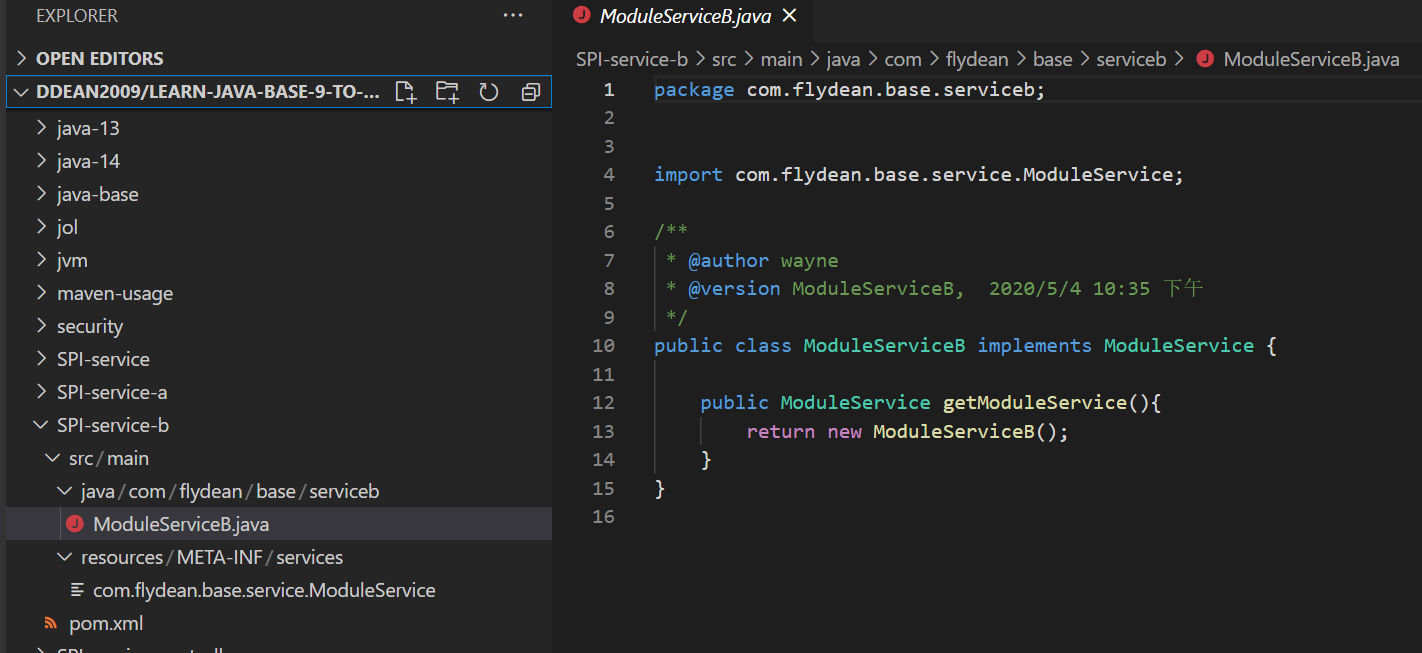 EXPLORER
OPEN EDITORS
DDEAN2009/LEARN-JAVA-BASE-9-TO-...
java-13
java-14
java-base
jol
jvm
maven-usage
security
SPI-service
SPI-service-a
SPI-service-b
src/main
java/com/flydean/base/serviceb
ModuleServiceB.java
resources/META-INF/services
com.flydean.base.service.ModuleService
pom.xml
ModuleServiceB.java
SPI-service-b > src > main > java > com > flydean > base > serviceb > ModuleServiceB.java
1 package com.flydean.base.serviceb;
2
3
4 import com.flydean.base.service.ModuleService;
5
6 /**
7 * @author wayne
8 * @version ModuleServiceB,  2020/5/4 10:35 下午
9 */
10 public class ModuleServiceB implements ModuleService {
11
12 public ModuleService getModuleService(){
13 return new ModuleServiceB();
14 }
15 }
16